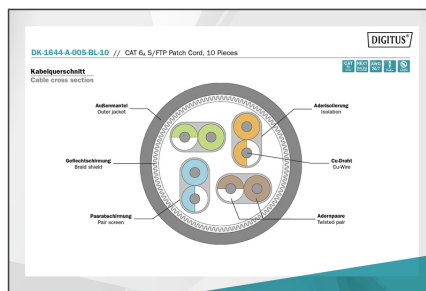 DIGITUS®
DK-1644-A-005-BL-10 // CAT 6A S/FTP Patch Cord, 10 Pieces
Kabelquerschnitt
Cable cross section
Außenmantel
Outer jacket
Aderisolierung
Isolation
Geflechtschirmung
Braid shield
Cu-Draht
Cu-Wire
Paarabschirmung
Pair screen
Adernpaare
Twisted pair